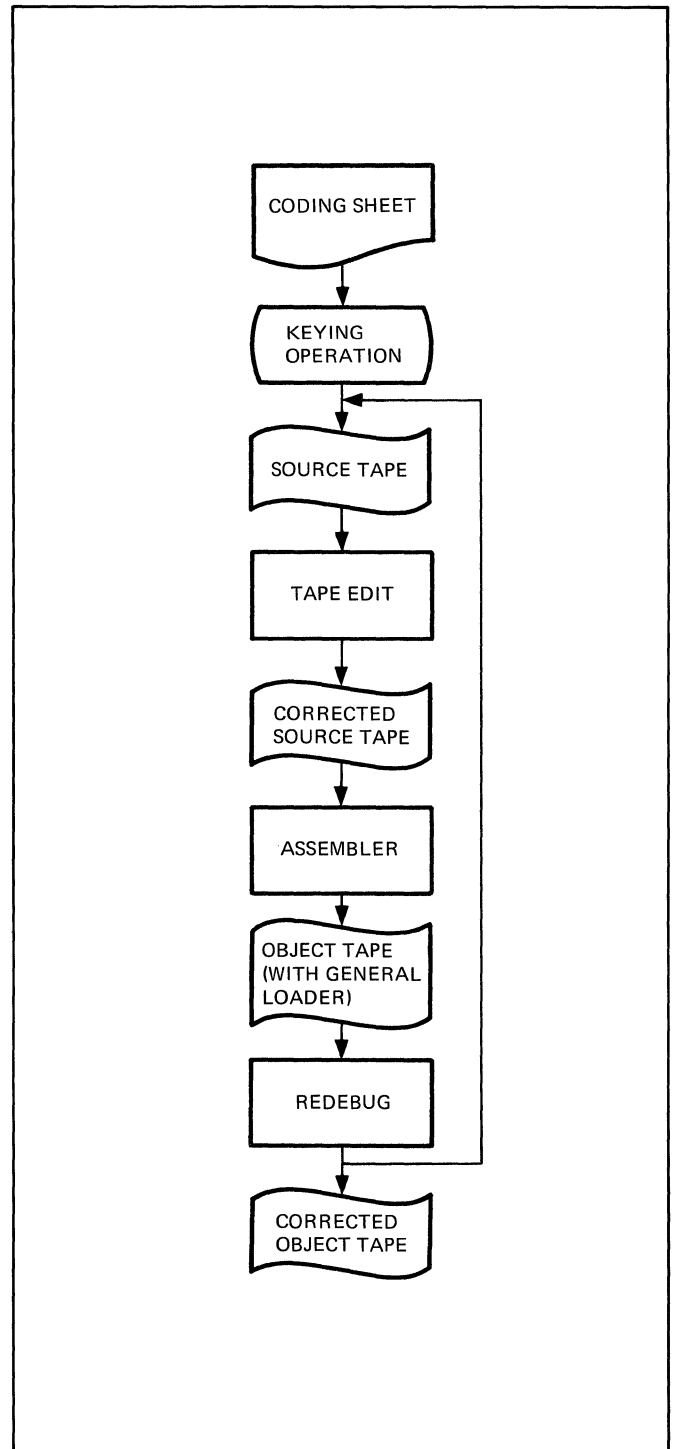 CODING SHEET
KEYING
OPERATION
SOURCE TAPE
TAPE EDIT
CORRECTED
SOURCE TAPE
ASSEMBLER
OBJECT TAPE
(WITH GENERAL
LOADER)
REDEBUG
CORRECTED
OBJECT TAPE